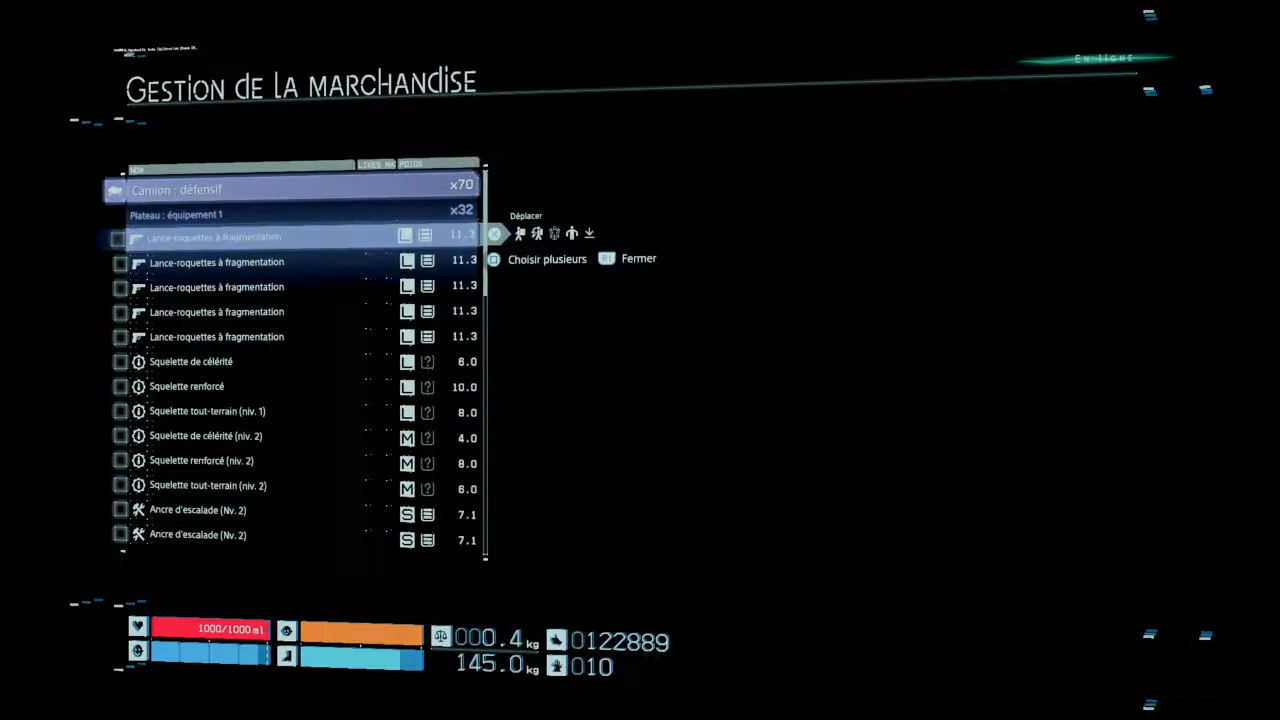 Gestion de la marchandise
En ligne
NOM LIKES MA POIDS
Camion : défensif x70
Plateau : équipement 1 x32
Lance-roquettes à fragmentation L 11.3
Déplacer
Lance-roquettes à fragmentation L 11.3
Choisir plusieurs R1 Fermer
Lance-roquettes à fragmentation L 11.3
Lance-roquettes à fragmentation L 11.3
Lance-roquettes à fragmentation L 11.3
Squelette de célérité L [?] 6.0
Squelette renforcé L [?] 10.0
Squelette tout-terrain (niv. 1) L [?] 8.0
Squelette de célérité (niv. 2) M [?] 4.0
Squelette renforcé (niv. 2) M [?] 8.0
Squelette tout-terrain (niv. 2) M [?] 6.0
Ancre d'escalade (Nv. 2) S 7.1
Ancre d'escalade (Nv. 2) S 7.1
1000/1000 ml
000.4 kg 0122889
145.0 kg 010